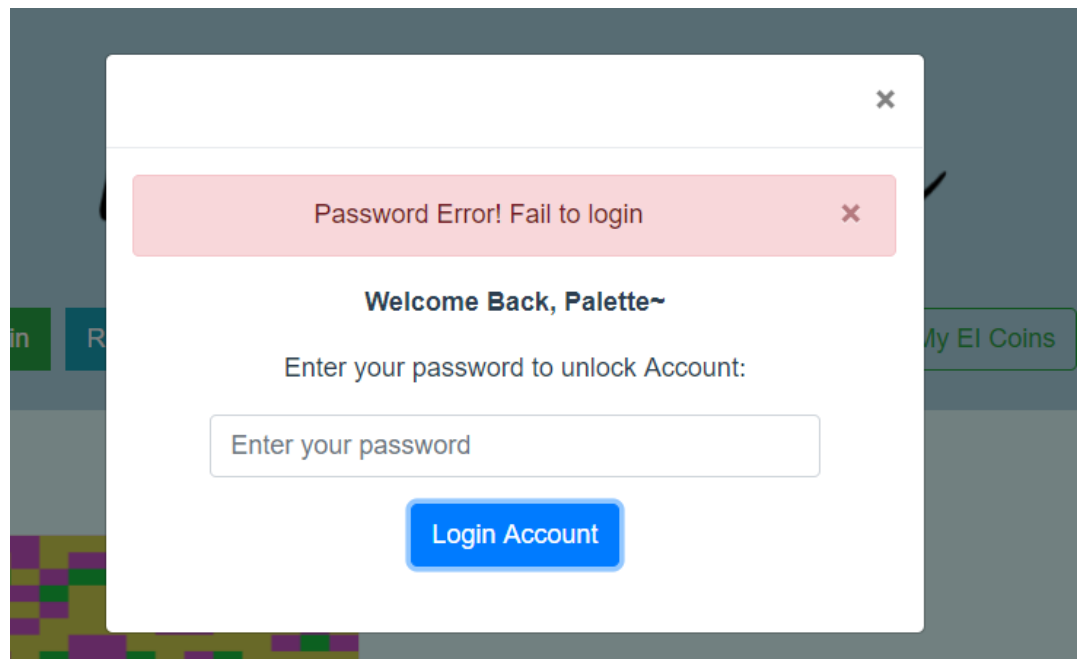 ×
Password Error! Fail to login ×
Welcome Back, Palette~
in R My EI Coins
Enter your password to unlock Account:
Enter your password
Login Account